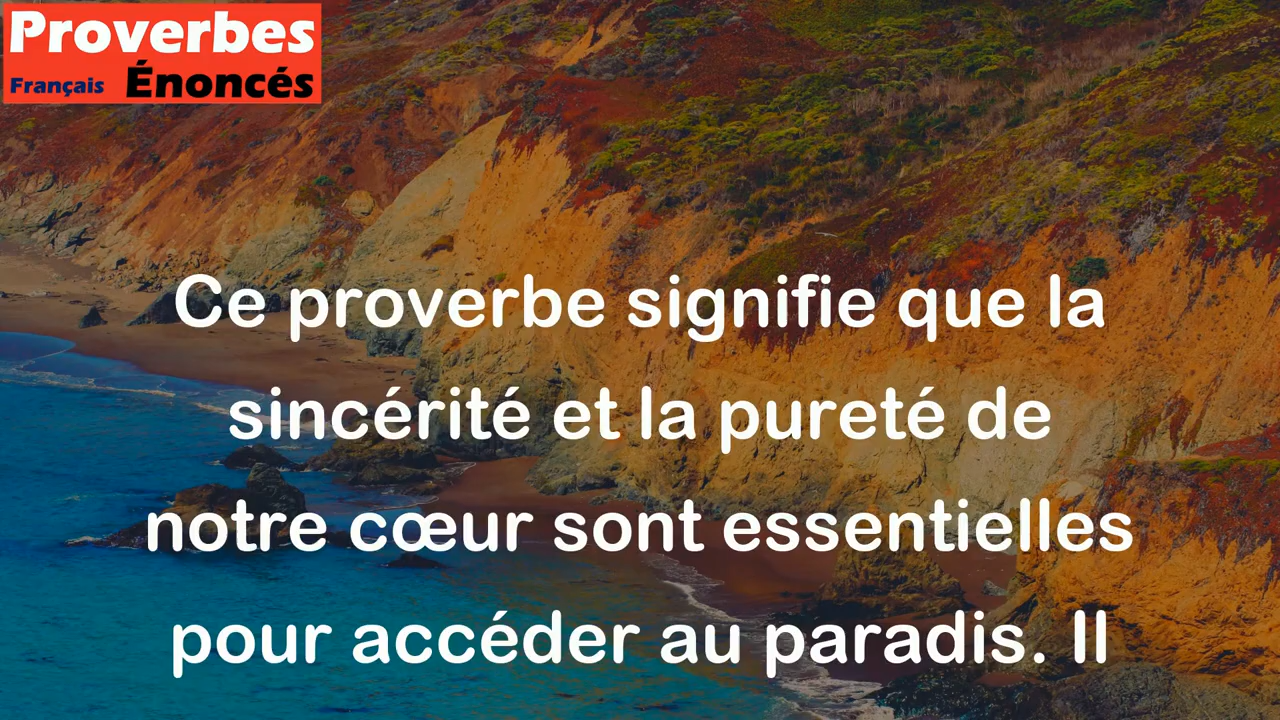 Proverbes
Français Énoncés
Ce proverbe signifie que la
sincérité et la pureté de
notre cœur sont essentielles
pour accéder au paradis. Il